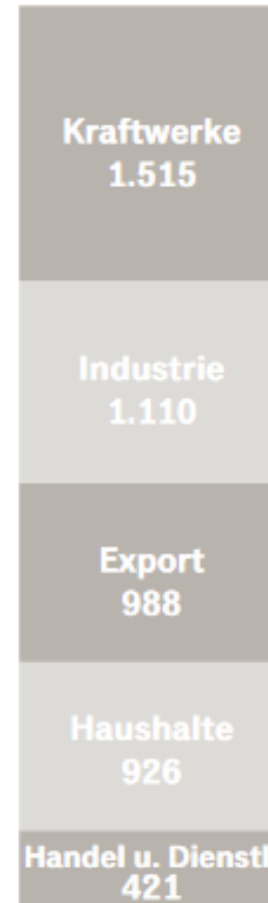 Kraftwerke
1.515
Industrie
1.110
Export
988
Haushalte
926
Handel u. Dienstl
421